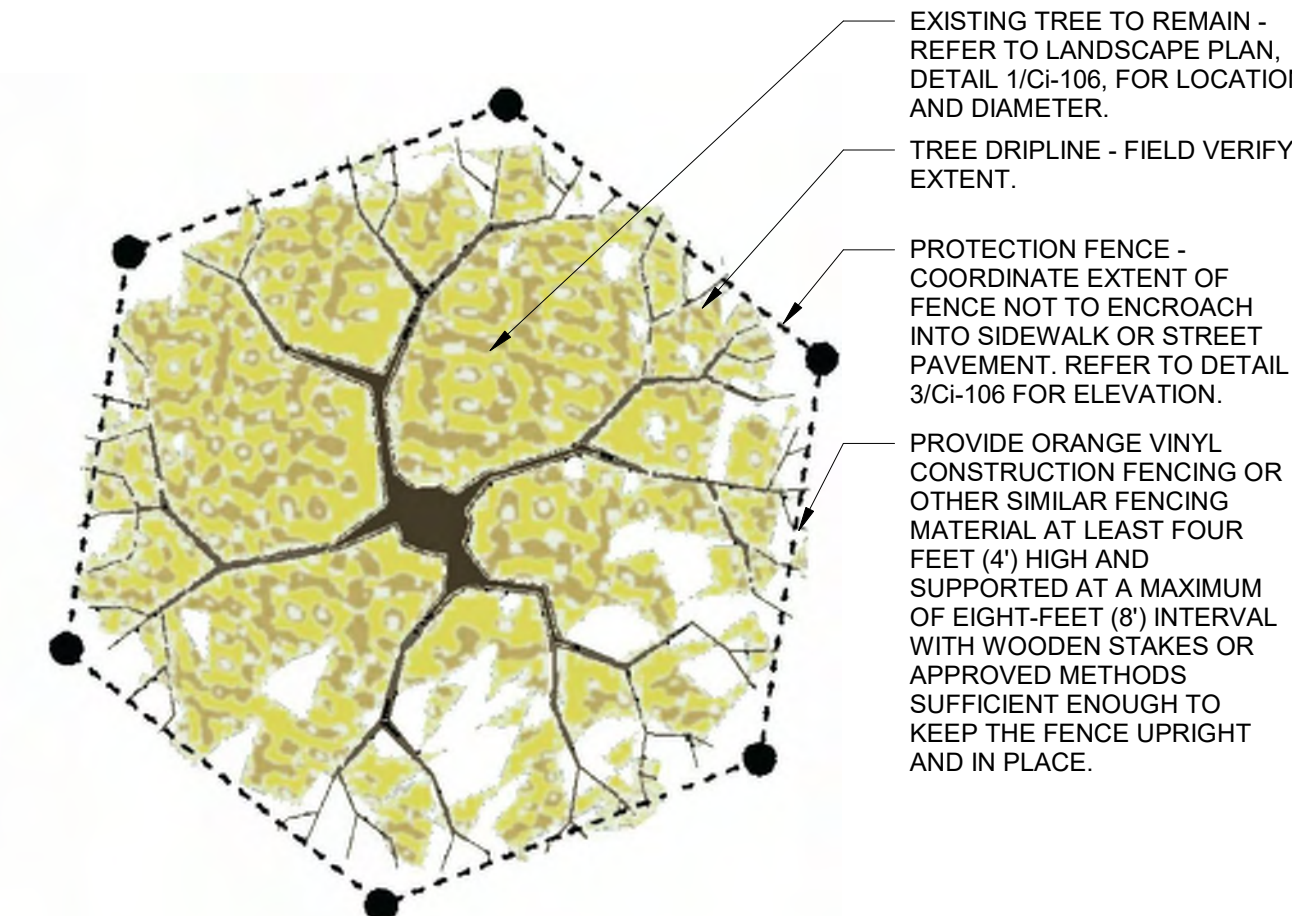 EXISTING TREE TO REMAIN -
REFER TO LANDSCAPE PLAN,
DETAIL 1/Ci-106, FOR LOCATION
AND DIAMETER.
TREE DRIPLINE - FIELD VERIFY
EXTENT.
PROTECTION FENCE -
COORDINATE EXTENT OF
FENCE NOT TO ENCROACH
INTO SIDEWALK OR STREET
PAVEMENT. REFER TO DETAIL
3/Ci-106 FOR ELEVATION.
PROVIDE ORANGE VINYL
CONSTRUCTION FENCING OR
OTHER SIMILAR FENCING
MATERIAL AT LEAST FOUR
FEET (4') HIGH AND
SUPPORTED AT A MAXIMUM
OF EIGHT-FEET (8') INTERVAL
WITH WOODEN STAKES OR
APPROVED METHODS
SUFFICIENT ENOUGH TO
KEEP THE FENCE UPRIGHT
AND IN PLACE.